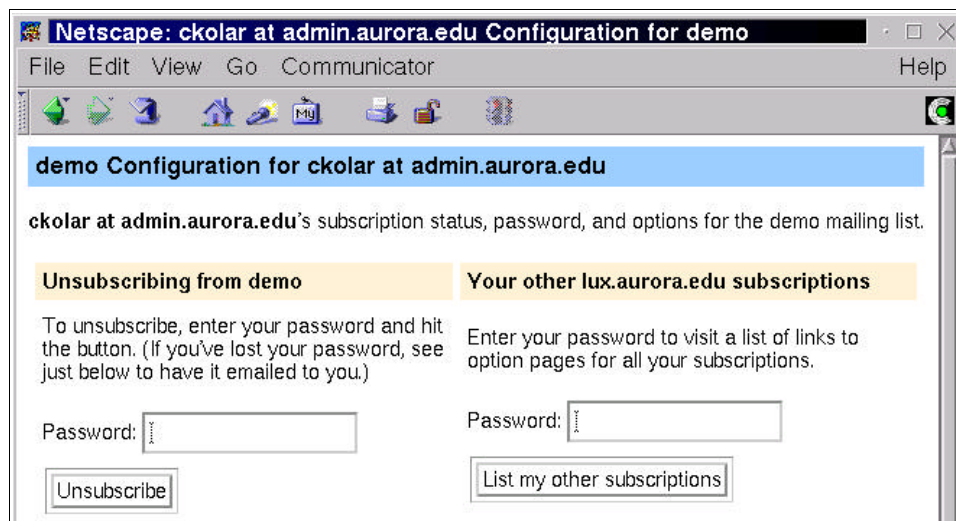 Netscape: ckolar at admin.aurora.edu Configuration for demo
File Edit View Go Communicator Help
My
demo Configuration for ckolar at admin.aurora.edu
ckolar at admin.aurora.edu's subscription status, password, and options for the demo mailing list.
Unsubscribing from demo
To unsubscribe, enter your password and hit
the button. (If you've lost your password, see
just below to have it emailed to you.)
Password:
Unsubscribe
Your other lux.aurora.edu subscriptions
Enter your password to visit a list of links to
option pages for all your subscriptions.
Password:
List my other subscriptions